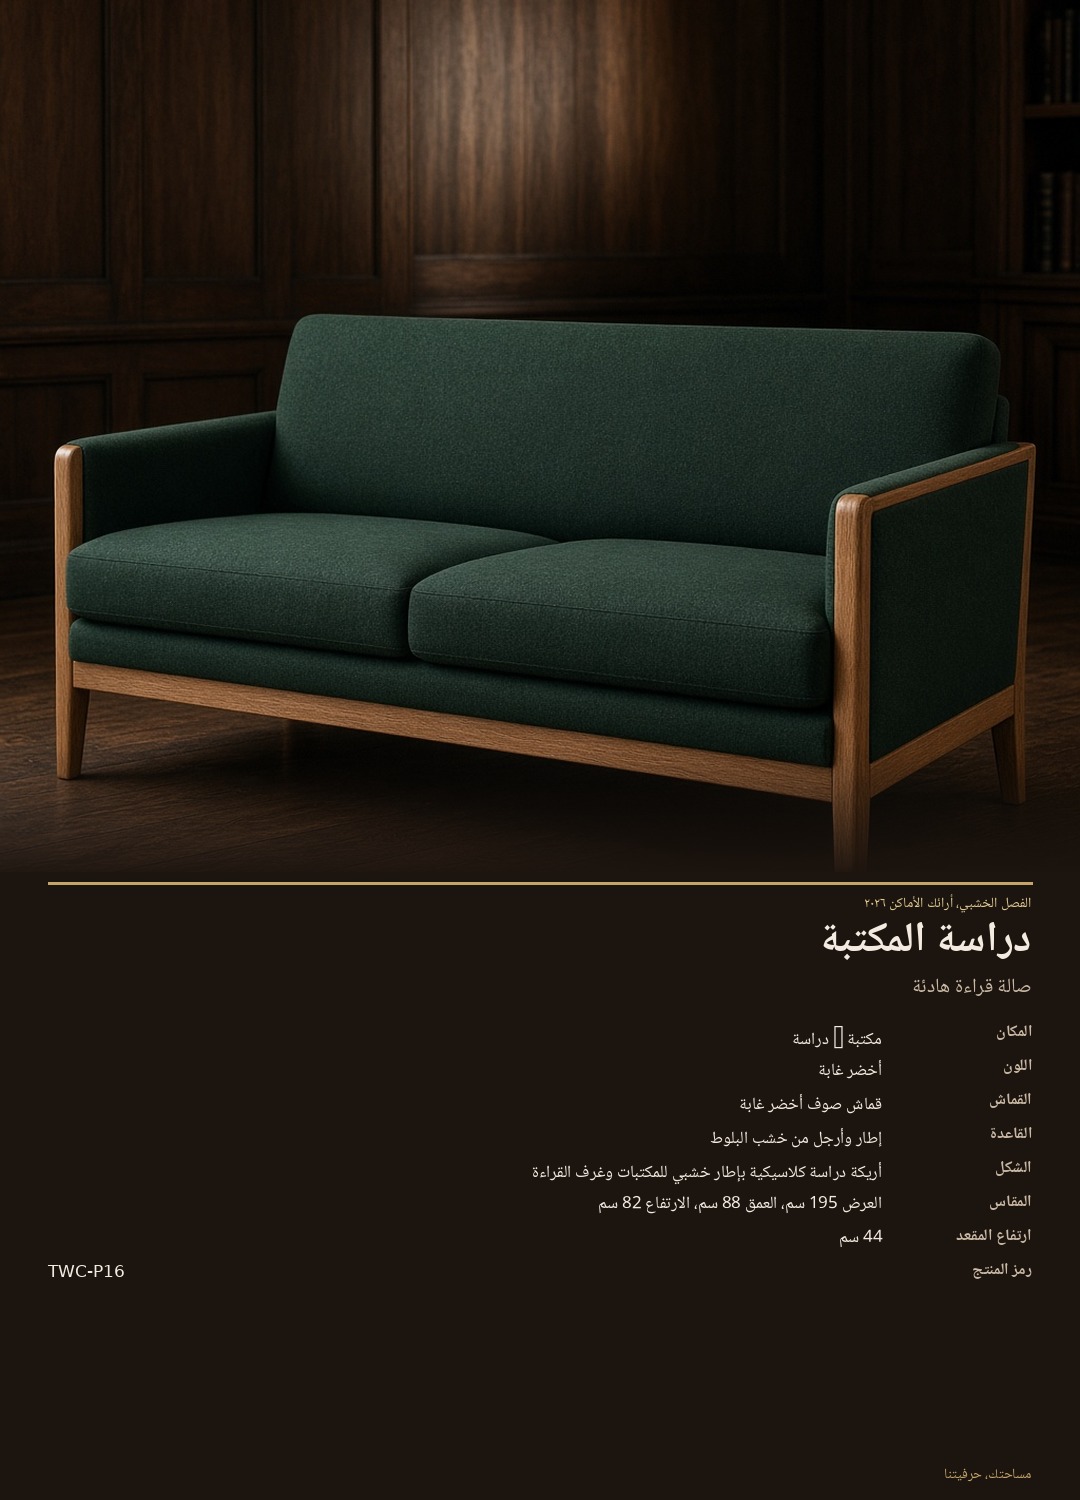 الفصل الخشبي، أرائك الأماكن ٢٠٢٦
دراسة المكتبة
صالة قراءة هادئة
المكان مكتبة ▯ دراسة
اللون أخضر غابة
القماش قماش صوف أخضر غابة
القاعدة إطار وأرجل من خشب البلوط
الشكل أريكة دراسة كلاسيكية بإطار خشبي للمكتبات وغرف القراءة
المقاس العرض 195 سم، العمق 88 سم، الارتفاع 82 سم
ارتفاع المقعد 44 سم
رمز المنتج TWC-P16
مساحتك، حرفيتنا